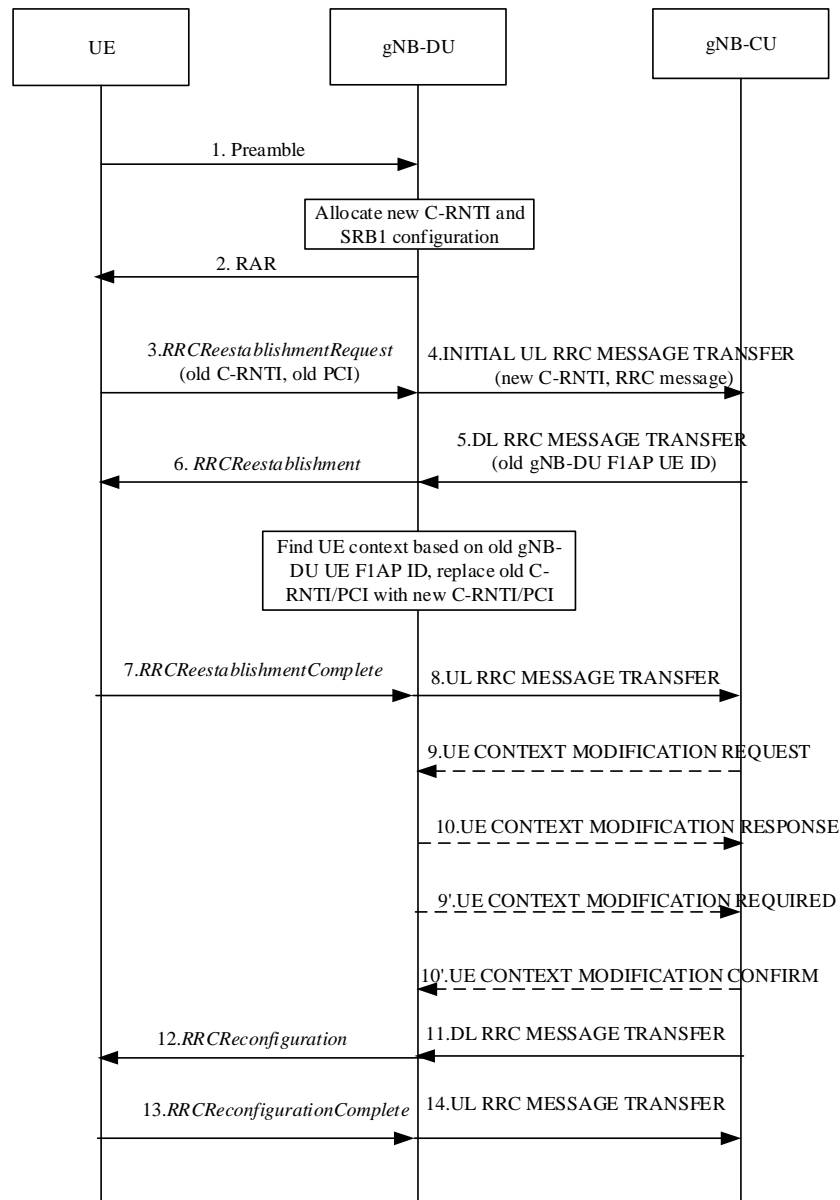 UE
gNB-DU
gNB-CU
1. Preamble
Allocate new C-RNTI and
SRB1 configuration
2. RAR
3.RRCReestablishmentRequest
(old C-RNTI, old PCI)
4.INITIAL UL RRC MESSAGE TRANSFER
(new C-RNTI, RRC message)
5.DL RRC MESSAGE TRANSFER
(old gNB-DU F1AP UE ID)
6. RRCReestablishment
Find UE context based on old gNB-
DU UE F1AP ID, replace old C-
RNTI/PCI with new C-RNTI/PCI
7.RRCReestablishmentComplete
8.UL RRC MESSAGE TRANSFER
9.UE CONTEXT MODIFICATION REQUEST
10.UE CONTEXT MODIFICATION RESPONSE
9'.UE CONTEXT MODIFICATION REQUIRED
10'.UE CONTEXT MODIFICATION CONFIRM
11.DL RRC MESSAGE TRANSFER
12.RRCReconfiguration
13.RRCReconfigurationComplete
14.UL RRC MESSAGE TRANSFER